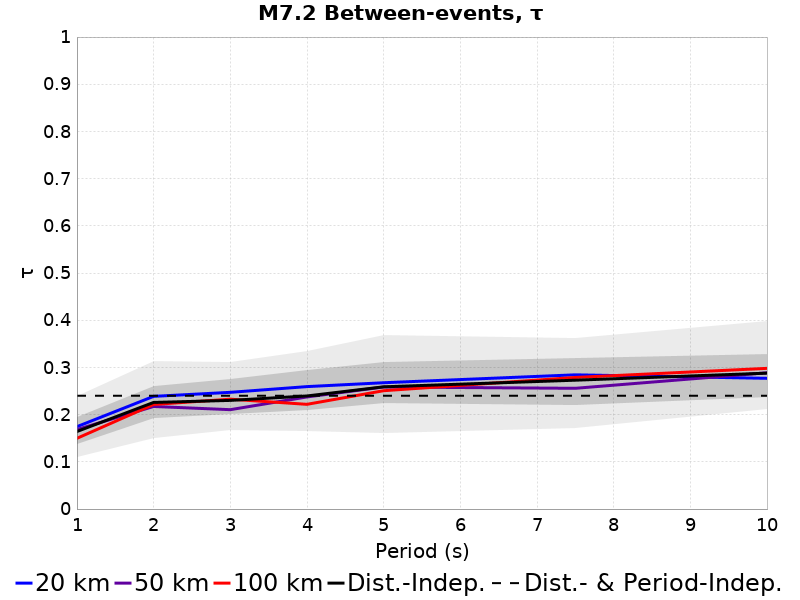 M7.2 Between-events, τ
1
0.9
0.8
0.7
0.6
0.5
0.4
0.3
0.2
0.1
0
τ
1 2 3 4 5 6 7 8 9 10
Period (s)
20 km 50 km 100 km Dist.-Indep. Dist.- & Period-Indep.